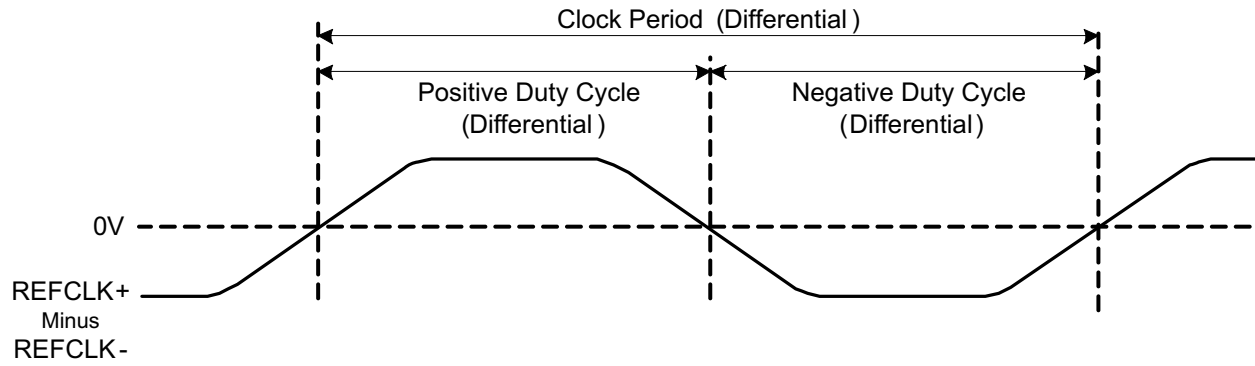 Clock Period (Differential)
Positive Duty Cycle
(Differential)
Negative Duty Cycle
(Differential)
0V
REFCLK+
Minus
REFCLK-